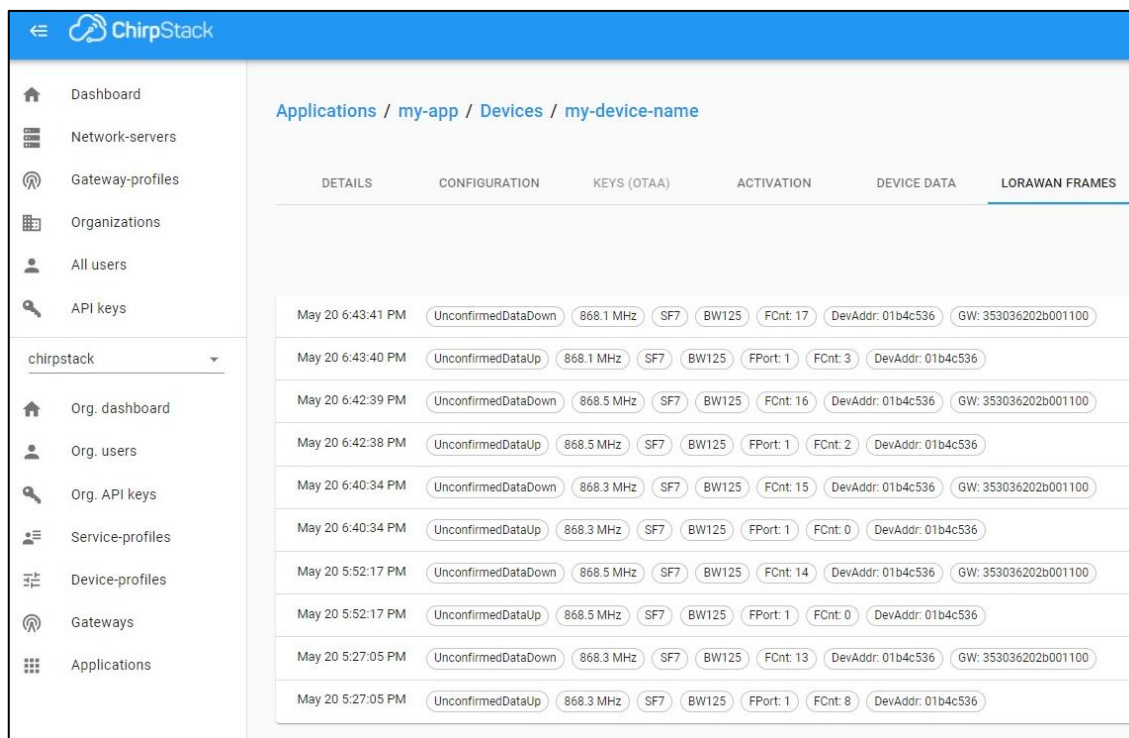 ChirpStack
Dashboard
Network-servers
Gateway-profiles
Organizations
All users
API keys
chirpstack
Org. dashboard
Org. users
Org. API keys
Service-profiles
Device-profiles
Gateways
Applications
Applications / my-app / Devices / my-device-name
DETAILS CONFIGURATION KEYS (OTAA) ACTIVATION DEVICE DATA LORAWAN FRAMES
May 20 6:43:41 PM UnconfirmedDataDown 868.1 MHz SF7 BW125 FCnt: 17 DevAddr: 01b4c536 GW: 353036202b001100
May 20 6:43:40 PM UnconfirmedDataUp 868.1 MHz SF7 BW125 FPort: 1 FCnt: 3 DevAddr: 01b4c536
May 20 6:42:39 PM UnconfirmedDataDown 868.5 MHz SF7 BW125 FCnt: 16 DevAddr: 01b4c536 GW: 353036202b001100
May 20 6:42:38 PM UnconfirmedDataUp 868.5 MHz SF7 BW125 FPort: 1 FCnt: 2 DevAddr: 01b4c536
May 20 6:40:34 PM UnconfirmedDataDown 868.3 MHz SF7 BW125 FCnt: 15 DevAddr: 01b4c536 GW: 353036202b001100
May 20 6:40:34 PM UnconfirmedDataUp 868.3 MHz SF7 BW125 FPort: 1 FCnt: 0 DevAddr: 01b4c536
May 20 5:52:17 PM UnconfirmedDataDown 868.5 MHz SF7 BW125 FCnt: 14 DevAddr: 01b4c536 GW: 353036202b001100
May 20 5:52:17 PM UnconfirmedDataUp 868.5 MHz SF7 BW125 FPort: 1 FCnt: 0 DevAddr: 01b4c536
May 20 5:27:05 PM UnconfirmedDataDown 868.3 MHz SF7 BW125 FCnt: 13 DevAddr: 01b4c536 GW: 353036202b001100
May 20 5:27:05 PM UnconfirmedDataUp 868.3 MHz SF7 BW125 FPort: 1 FCnt: 8 DevAddr: 01b4c536